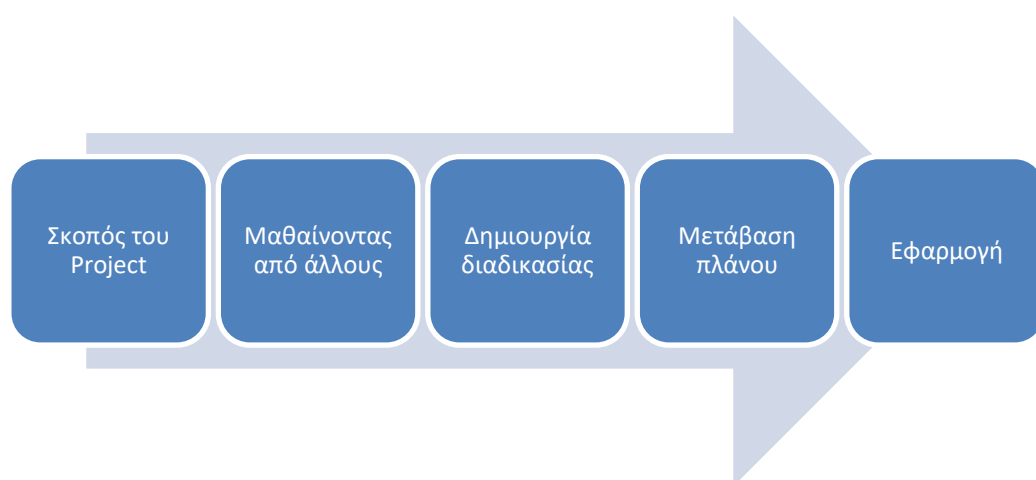 Σκοπός του
Project
Μαθαίνοντας
από άλλους
Δημιουργία
διαδικασίας
Μετάβαση
πλάνου
Εφαρμογή